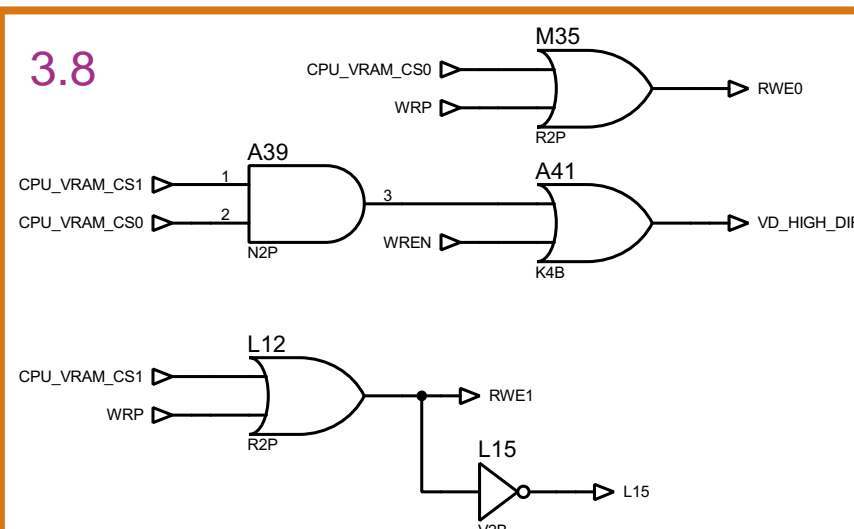 3.8
M35
CPU_VRAM_CS0
WRP
RWE0
R2P
A39
CPU_VRAM_CS1
1
CPU_VRAM_CS0
2
3
N2P
A41
WREN
VD_HIGH_DIR
K4B
L12
CPU_VRAM_CS1
WRP
RWE1
R2P
L15
L15